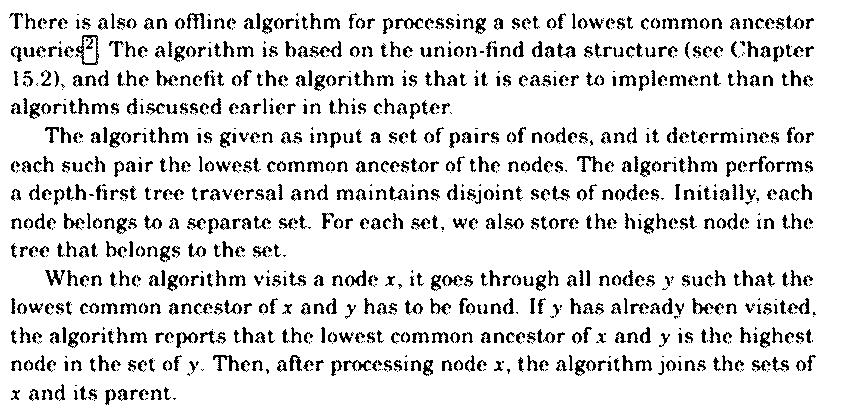 There is also an offline algorithm for processing a set of lowest common ancestor
queries². The algorithm is based on the union-find data structure (see Chapter
15.2), and the benefit of the algorithm is that it is easier to implement than the
algorithms discussed earlier in this chapter.
The algorithm is given as input a set of pairs of nodes, and it determines for
each such pair the lowest common ancestor of the nodes. The algorithm performs
a depth-first tree traversal and maintains disjoint sets of nodes. Initially, each
node belongs to a separate set. For each set, we also store the highest node in the
tree that belongs to the set.
When the algorithm visits a node x, it goes through all nodes y such that the
lowest common ancestor of x and y has to be found. If y has already been visited,
the algorithm reports that the lowest common ancestor of x and y is the highest
node in the set of y. Then, after processing node x, the algorithm joins the sets of
x and its parent.